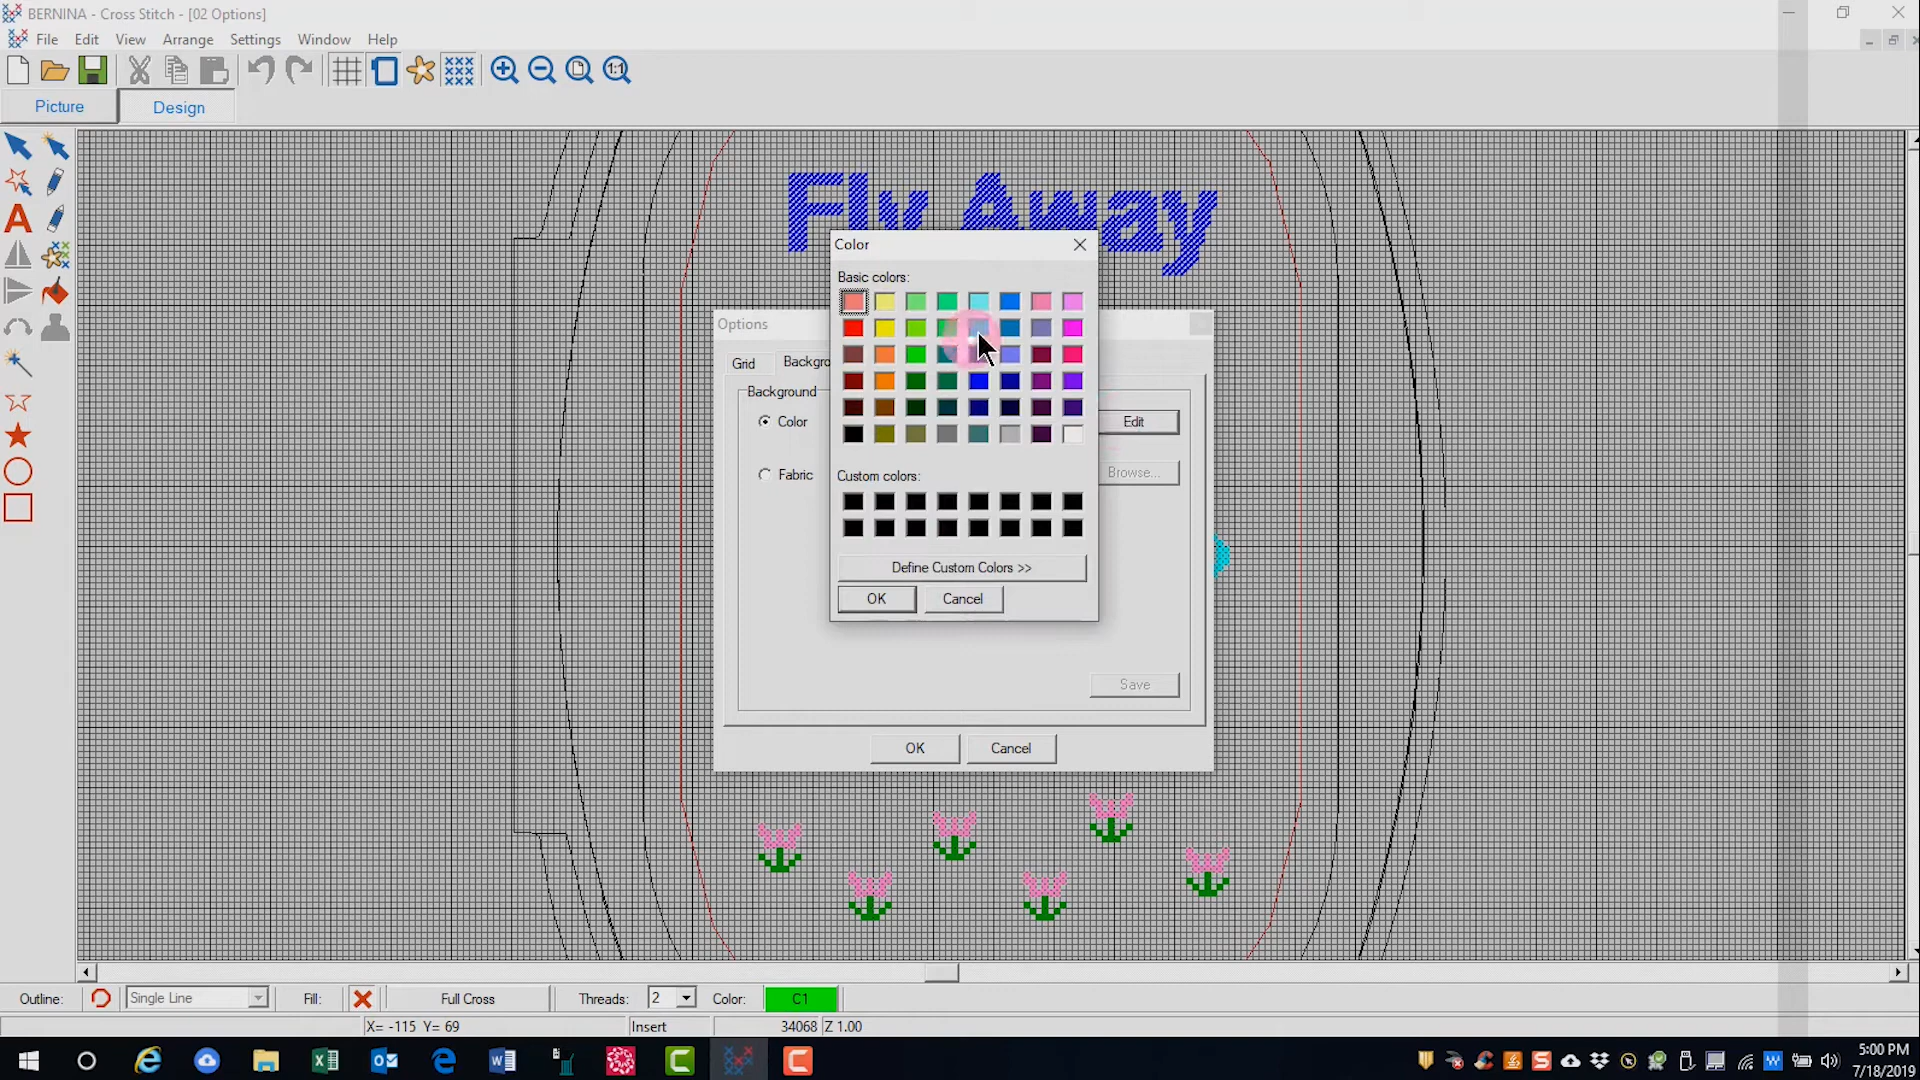 BERNINA - Cross Stitch - [02 Options]
File Edit View Arrange Settings Window Help
1:1
Picture Design
Fly Away
Color
Basic colors:
Options
Grid Backgro
Background
Color Edit
Fabric Browse...
Custom colors:
Define Custom Colors >>
OK Cancel
Save
OK Cancel
Outline: Single Line Fill: Full Cross Threads: 2 Color: C1
X= -115 Y= 69 Insert 34068 Z 1.00
5:00 PM
7/18/2019